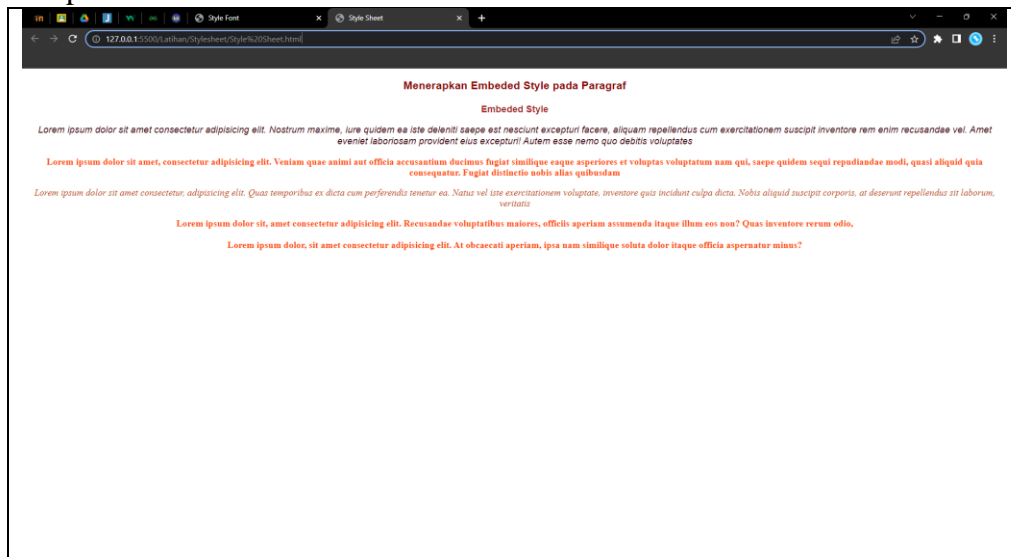 Style Font
Style Sheet
127.0.0.1:5500/Latihan/Stylesheet/Style%20Sheet.html
Menerapkan Embeded Style pada Paragraf
Embeded Style
Lorem ipsum dolor sit amet consectetur adipisicing elit. Nostrum maxime, iure quidem ea iste deleniti saepe est nesciunt excepturi facere, aliquam repellendus cum exercitationem suscipit inventore rem enim recusandae vel. Amet
eveniet laboriosam provident eius excepturi! Autem esse nemo quo debitis voluptates
Lorem ipsum dolor sit amet, consectetur adipisicing elit. Veniam quae animi aut officia accusantium ducimus fugiat similique eaque asperiores et voluptas voluptatum nam qui, saepe quidem sequi repudiandae modi, quasi aliquid quia
consequatur. Fugiat distinctio nobis alias quibusdam
Lorem ipsum dolor sit amet consectetur, adipisicing elit. Quas temporibus ex dicta cum perferendis tenetur ea. Natus vel iste exercitationem voluptate, inventore quis incidunt culpa dicta. Nobis aliquid suscipit corporis, at deserunt repellendus sit laborum,
veritatis
Lorem ipsum dolor sit, amet consectetur adipisicing elit. Recusandae voluptatibus maiores, officiis aperiam assumenda itaque illum eos non? Quas inventore rerum odio,
Lorem ipsum dolor, sit amet consectetur adipisicing elit. At obcaecati aperiam, ipsa nam similique soluta dolor itaque officia aspernatur minus?